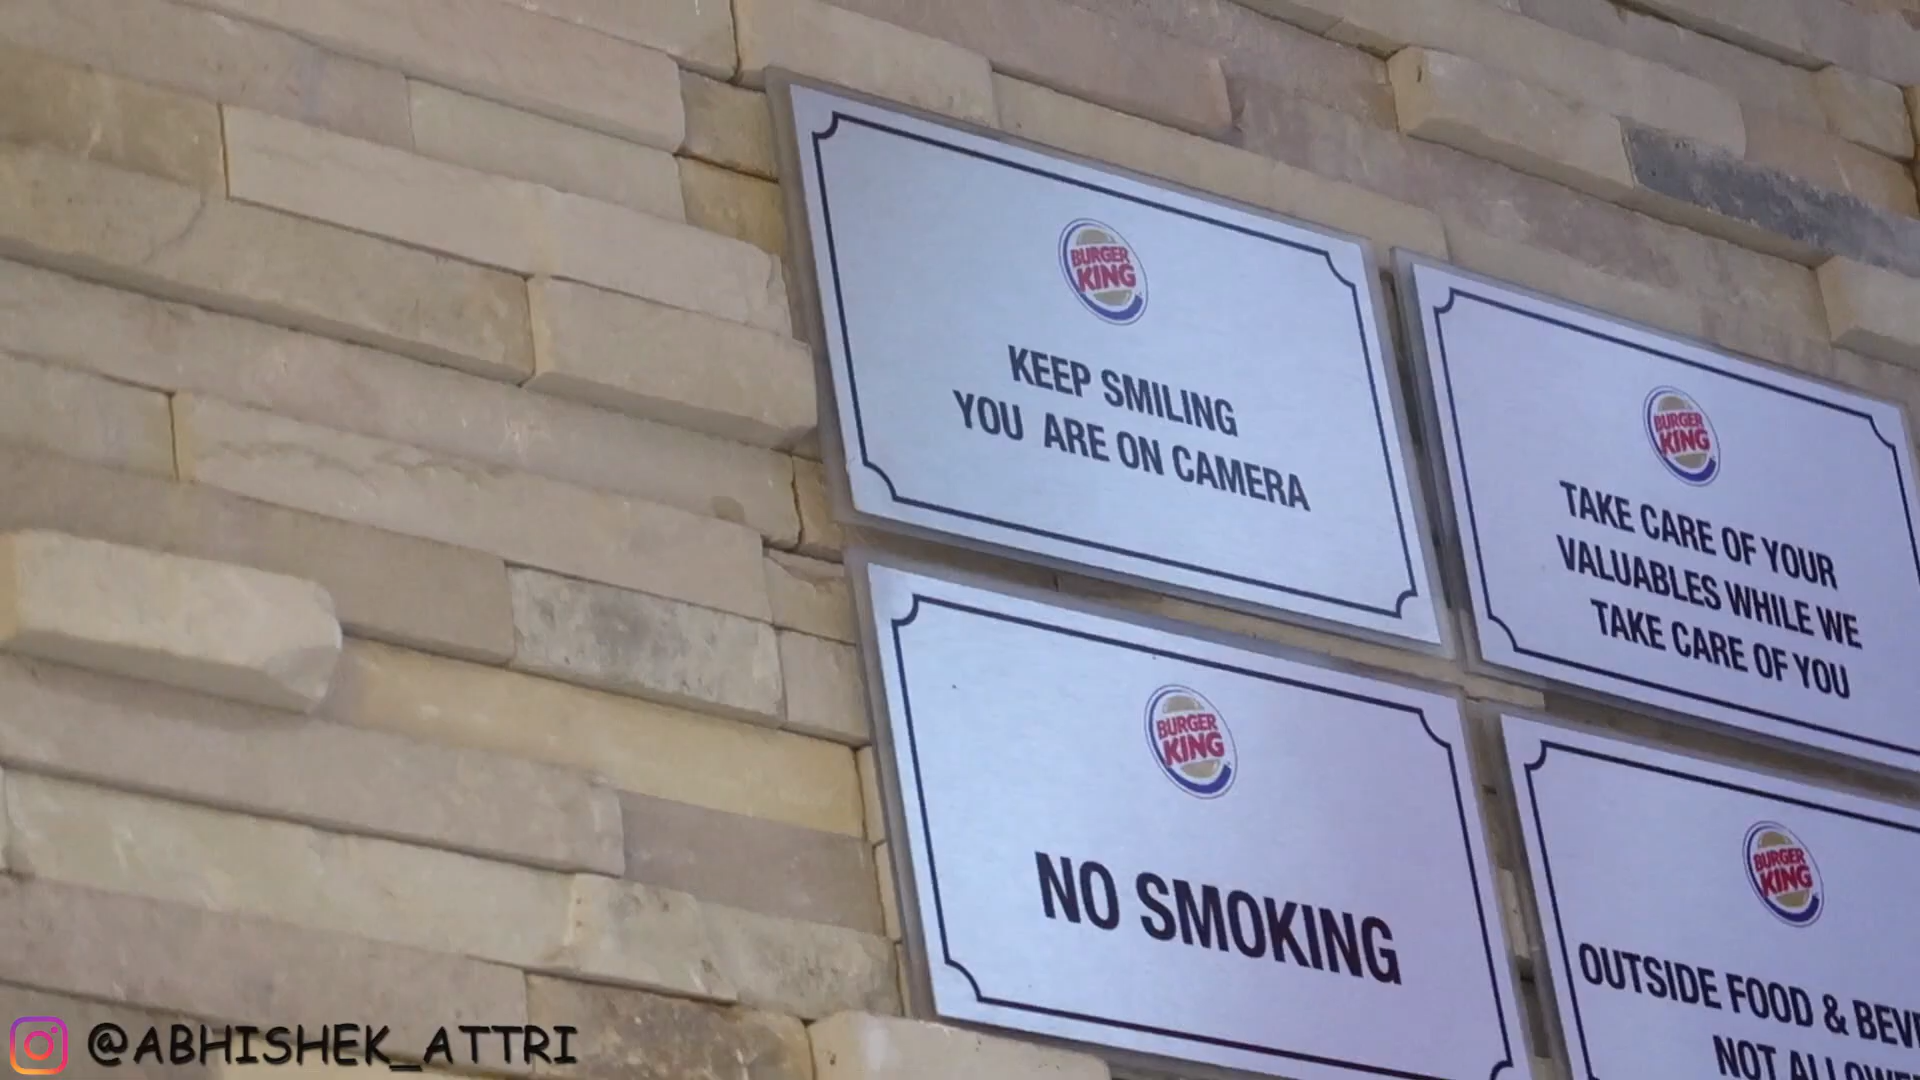 BURGER
KING
KEEP SMILING
YOU ARE ON CAMERA
BURGER
KING
TAKE CARE OF YOUR
VALUABLES WHILE WE
TAKE CARE OF YOU
BURGER
KING
NO SMOKING
BURGER
KING
OUTSIDE FOOD &
NOT
@ABHISHEK_ATTRI